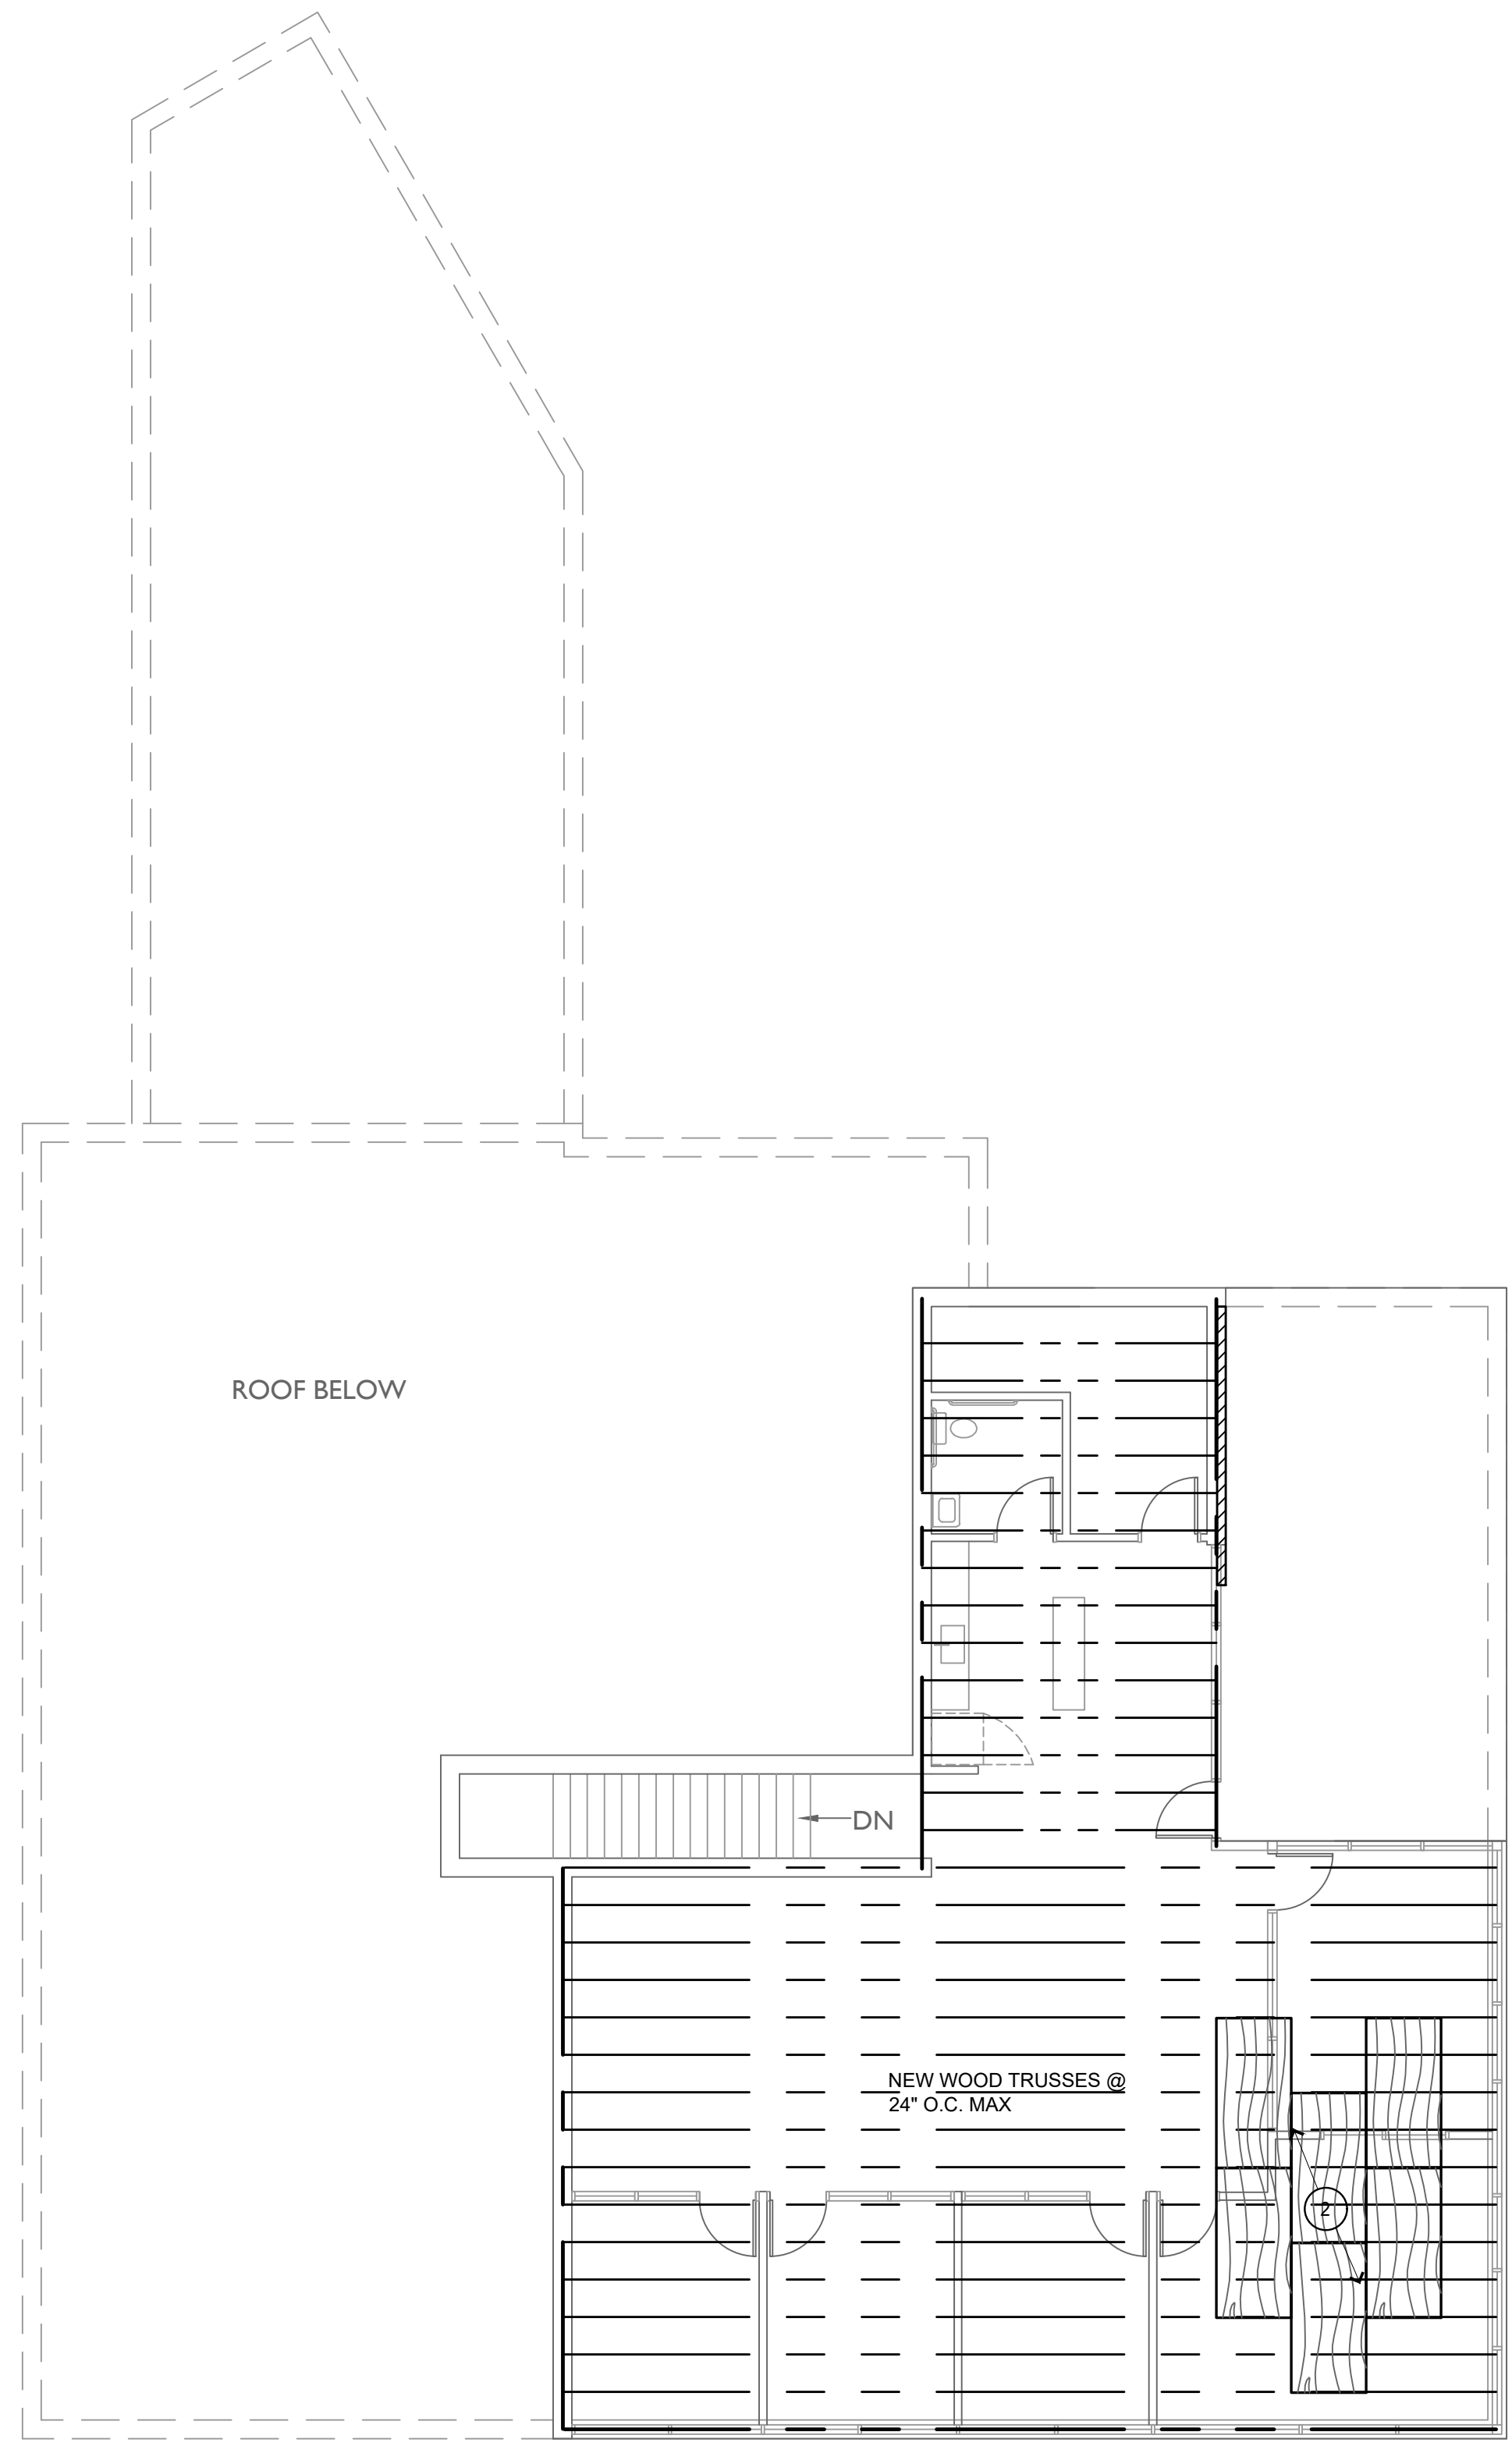 ROOF BELOW
DN
NEW WOOD TRUSSES @
24" O.C. MAX
2